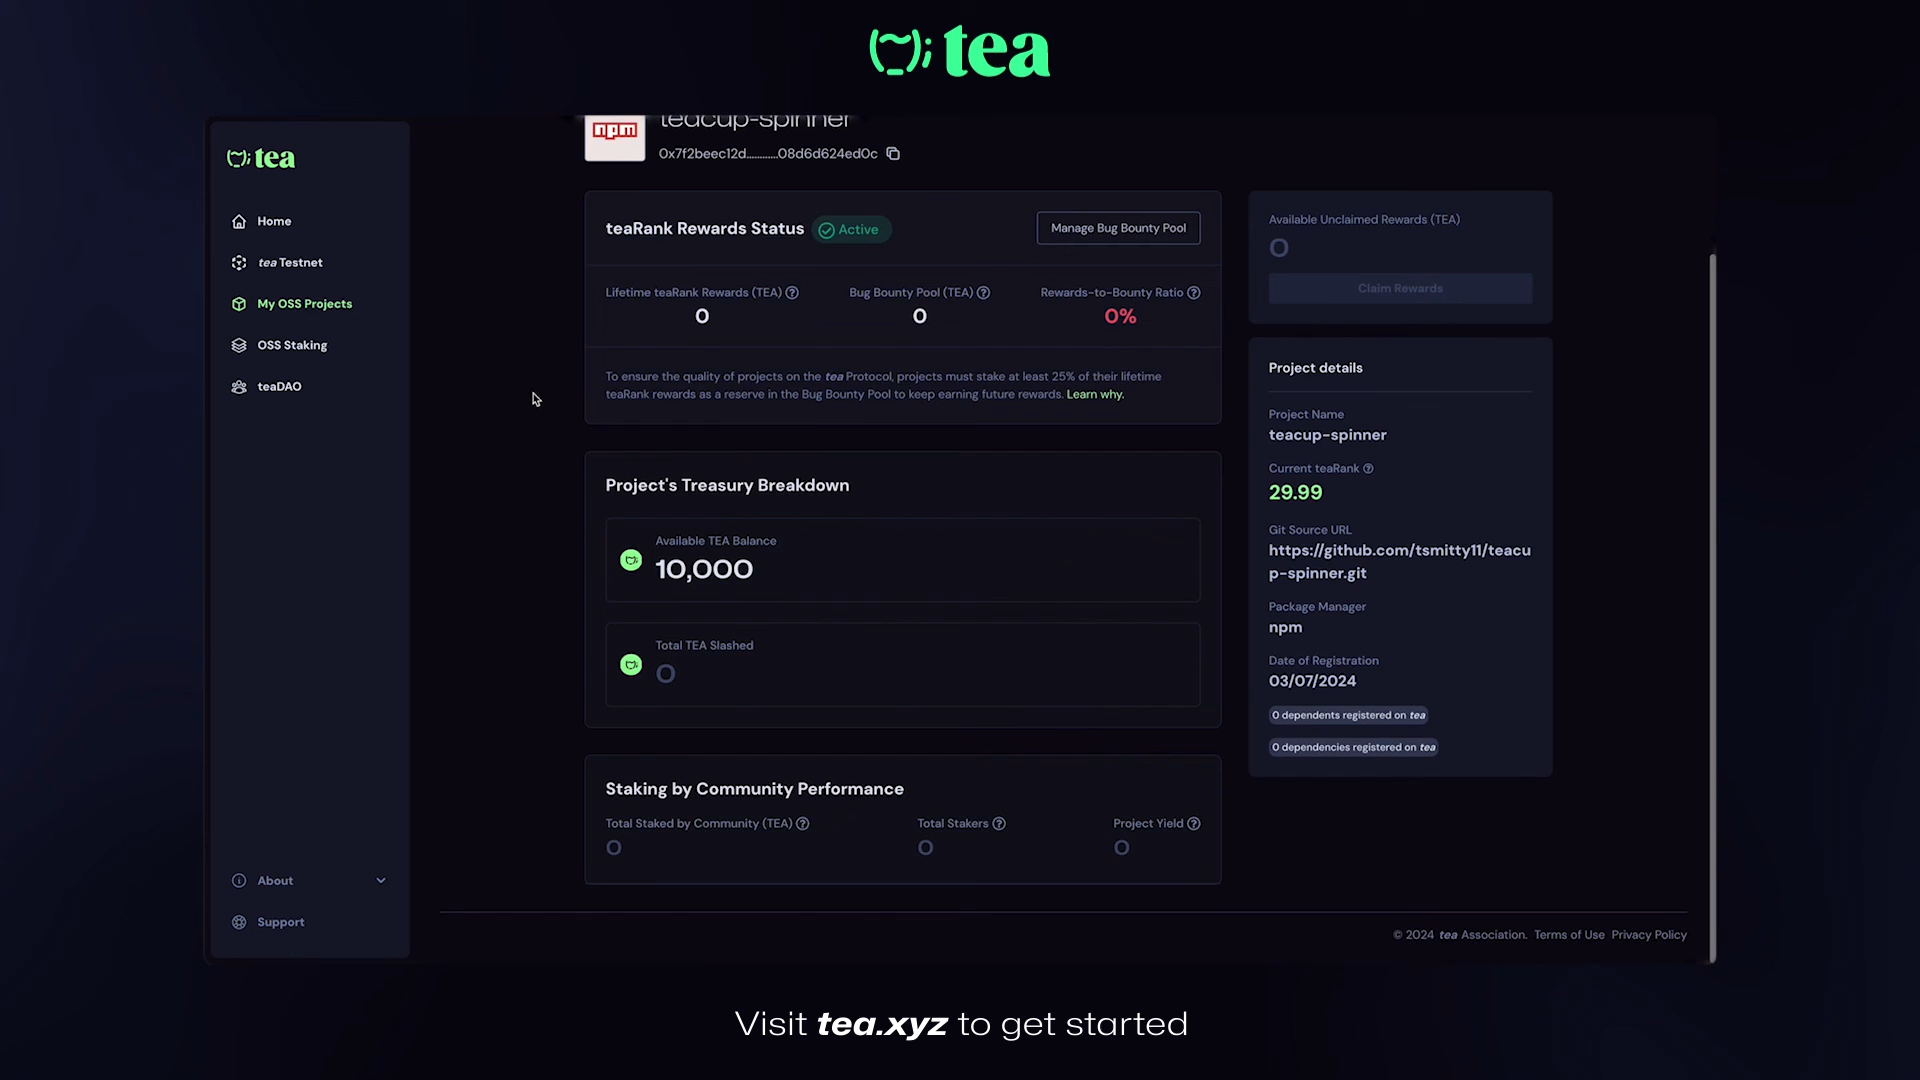 tea
tea
Home
tea Testnet
My OSS Projects
OSS Staking
teaDAO
About
Support
npm
teacup-spinner
0x7f2beec12d...........08d6d624ed0c
teaRank Rewards Status
Active
Manage Bug Bounty Pool
Lifetime teaRank Rewards (TEA)
0
Bug Bounty Pool (TEA)
0
Rewards-to-Bounty Ratio
0%
To ensure the quality of projects on the tea Protocol, projects must stake at least 25% of their lifetime
teaRank rewards as a reserve in the Bug Bounty Pool to keep earning future rewards. Learn why.
Project's Treasury Breakdown
Available TEA Balance
10,000
Total TEA Slashed
0
Staking by Community Performance
Total Staked by Community (TEA)
0
Total Stakers
0
Project Yield
0
Available Unclaimed Rewards (TEA)
0
Claim Rewards
Project details
Project Name
teacup-spinner
Current teaRank
29.99
Git Source URL
https://github.com/tsmitty11/teacu
p-spinner.git
Package Manager
npm
Date of Registration
03/07/2024
0 dependents registered on tea
0 dependencies registered on tea
© 2024 tea Association. Terms of Use Privacy Policy
Visit tea.xyz to get started